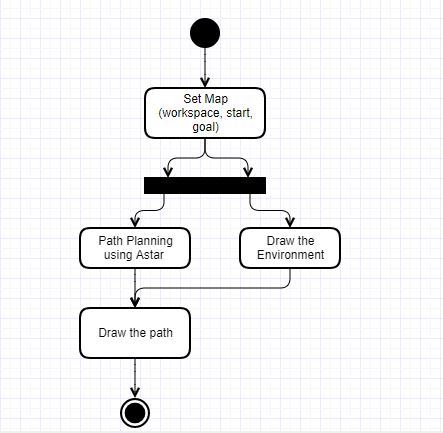 Set Map
(workspace, start,
goal)
Path Planning
using Astar
Draw the
Environment
Draw the path